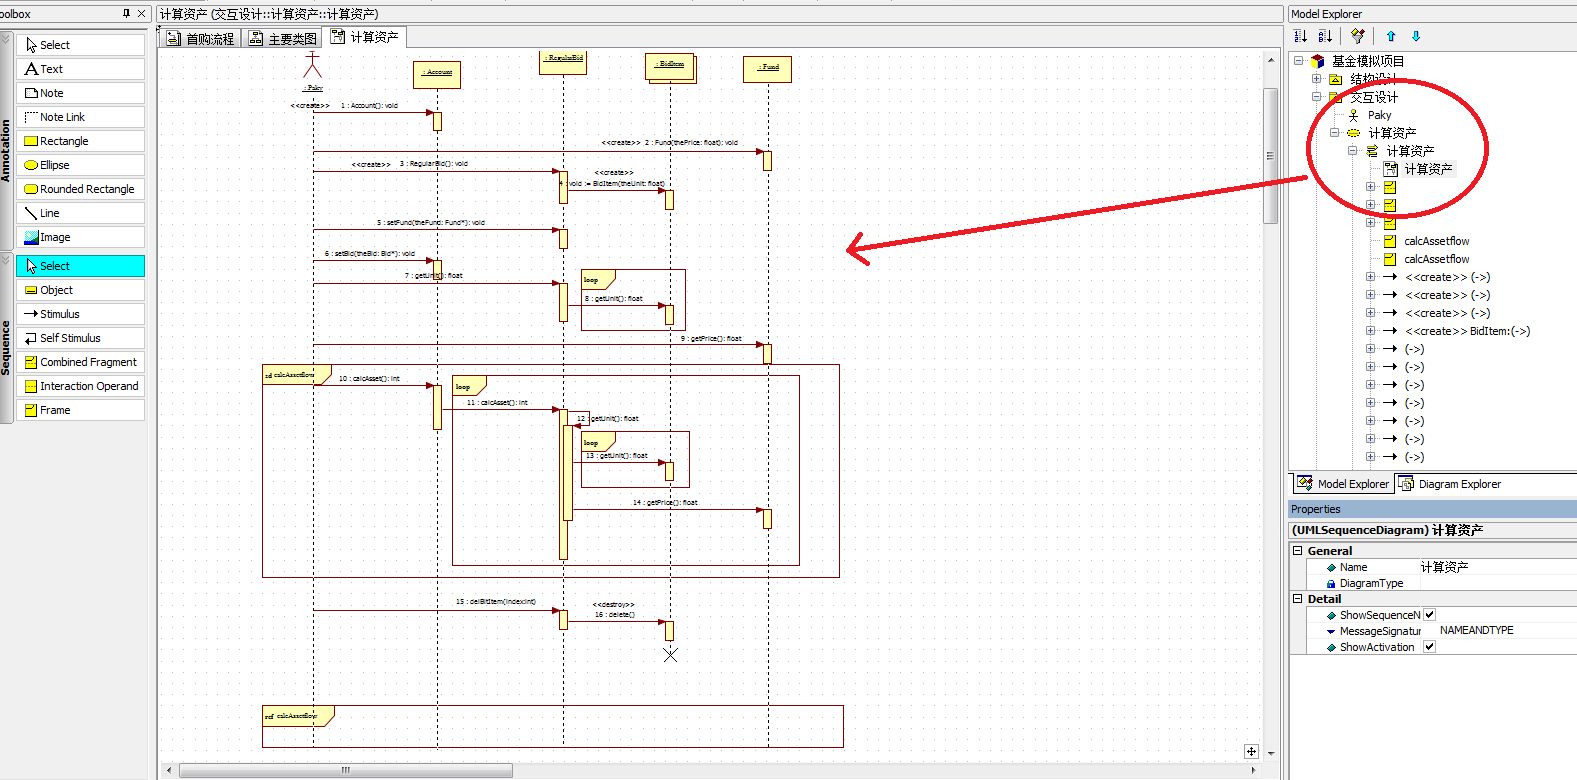 oolbox
计算资产 (交互设计::计算资产::计算资产)
Model Explorer
Select
Text
Note
Note Link
Rectangle
Ellipse
Rounded Rectangle
Line
Image
Annotation
Select
Object
Stimulus
Self Stimulus
Combined Fragment
Interaction Operand
Frame
Sequence
首购流程
主要类图
计算资产
: Paky
: Account
: RegularBid
: BidItem
: Fund
<<create>> 1 : Account(): void
<<create>> 2 : Fund(thePrice: float): void
<<create>> 3 : RegularBid(): void
<<create>>
4 : void := BidItem(theUnit: float)
5 : setFund(theFund: Fund*): void
6 : setBid(theBid: Bid*): void
7 : getUnit(): float
loop
8 : getUnit(): float
9 : getPrice(): float
sd calcAssetflow
10 : calcAsset(): int
loop
11 : calcAsset(): int
12 : getUnit(): float
loop
13 : getUnit(): float
14 : getPrice(): float
15 : delBitItem(index:int)
<<destroy>>
16 : delete()
ref calcAssetflow
基金模拟项目
结构设计
交互设计
Paky
计算资产
计算资产
计算资产
calcAssetflow
calcAssetflow
<<create>> (->)
<<create>> (->)
<<create>> (->)
<<create>> BidItem:(->)
(->)
(->)
(->)
(->)
(->)
(->)
(->)
Model Explorer
Diagram Explorer
Properties
(UMLSequenceDiagram) 计算资产
General
Name 计算资产
DiagramType
Detail
ShowSequenceN
MessageSignatur NAMEANDTYPE
ShowActivation